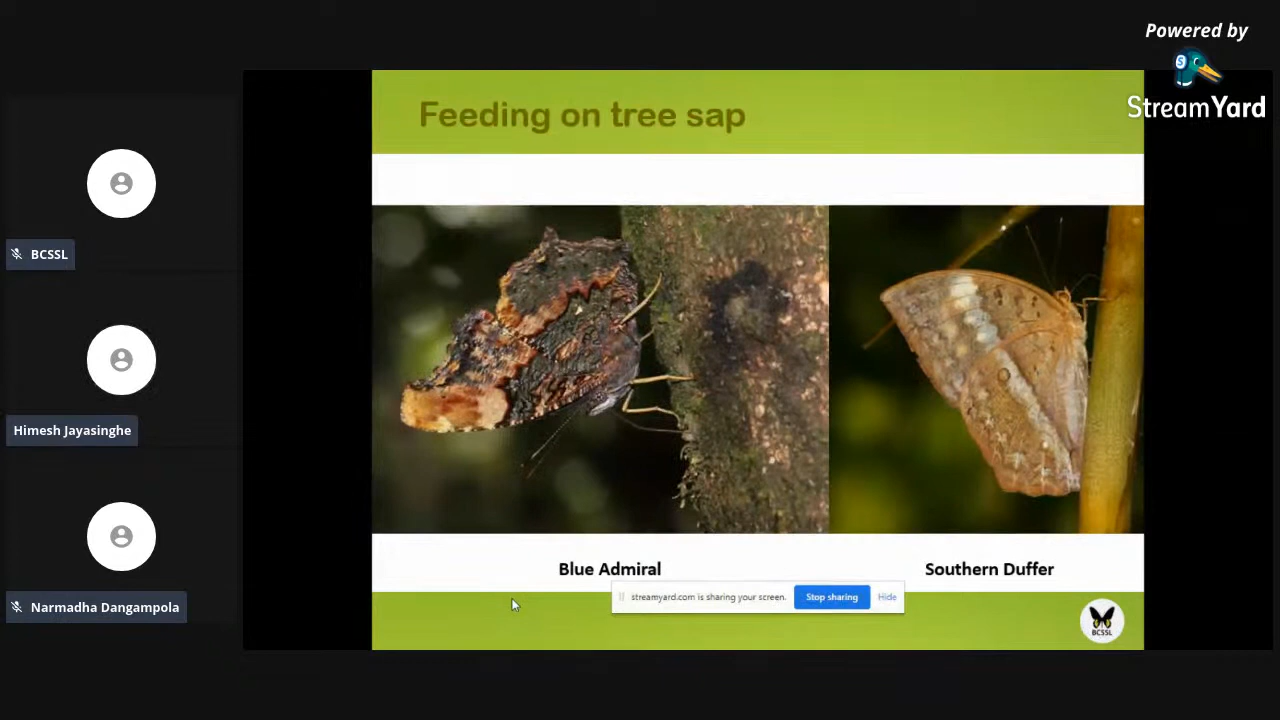 Powered by
StreamYard
BCSSL
Himesh Jayasinghe
Narmadha Dangampola
Feeding on tree sap
Blue Admiral
Southern Duffer
streamyard.com is sharing your screen.
Stop sharing
Hide
BCSSL